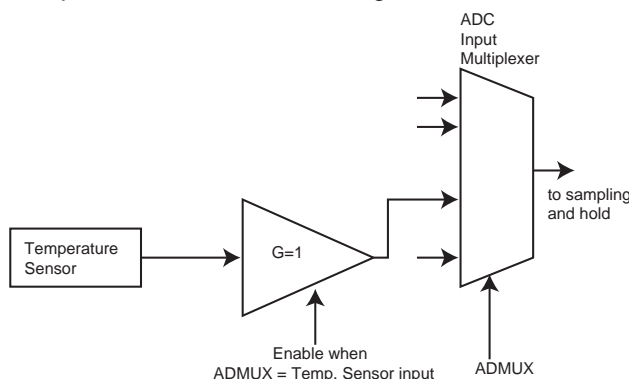 ADC
Input
Multiplexer
to sampling
and hold
Temperature
Sensor
G=1
Enable when
ADMUX = Temp. Sensor input
ADMUX